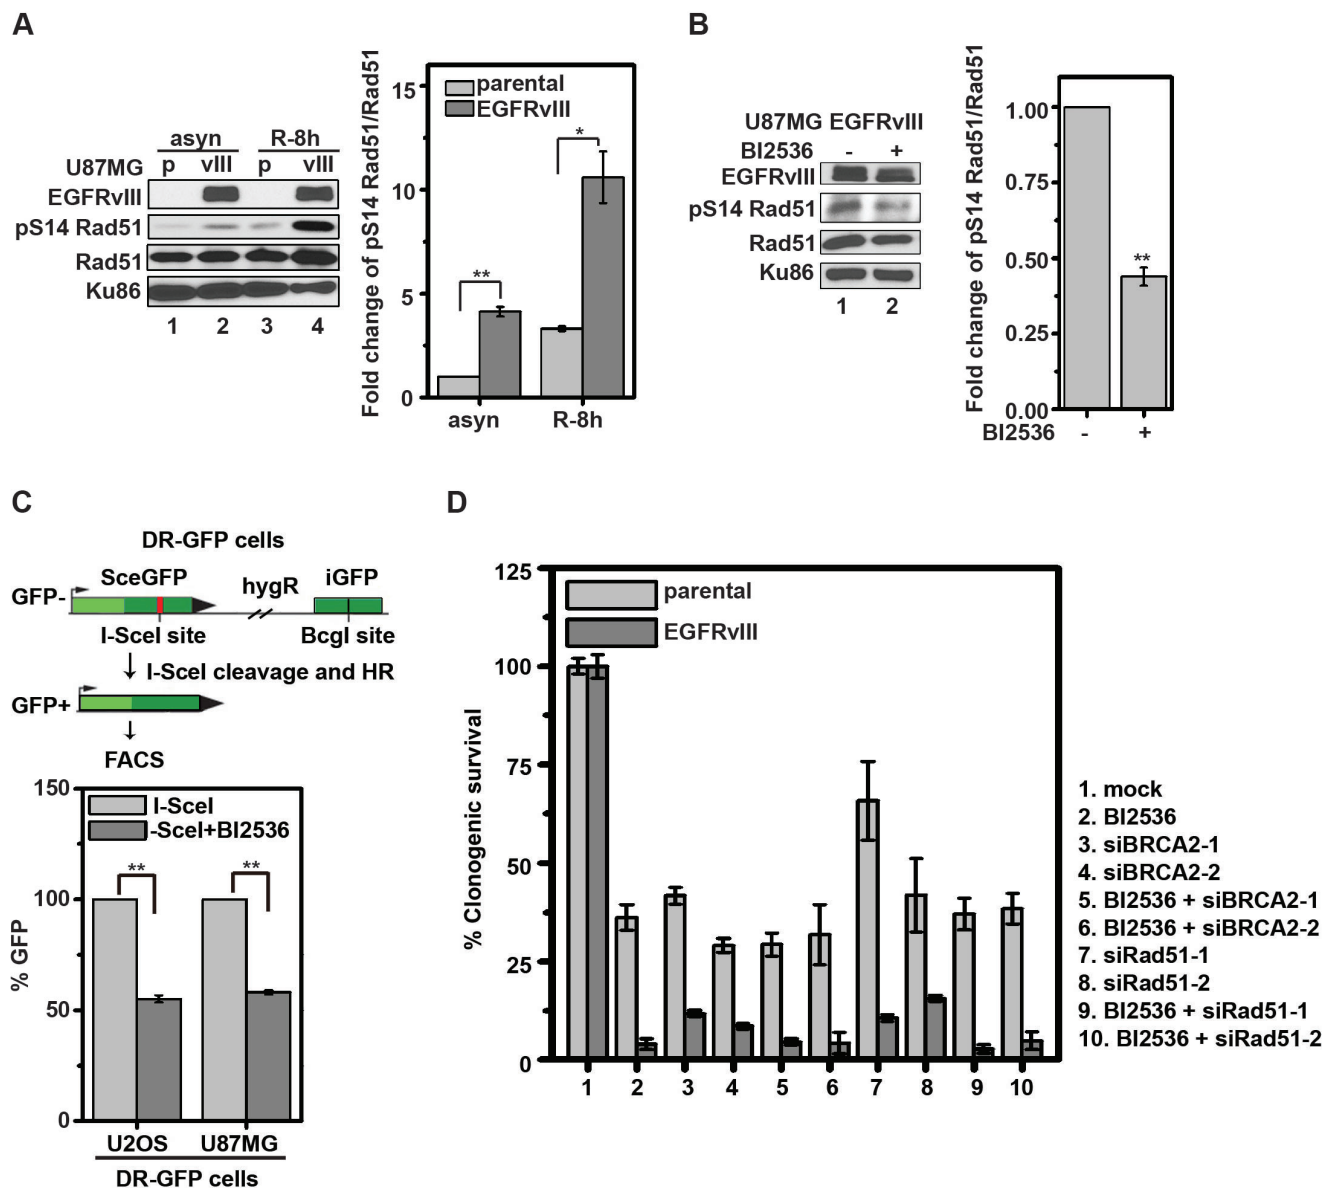 A
asyn R-8h
U87MG p vIII p vIII
EGFRvIII
pS14 Rad51
Rad51
Ku86
1 2 3 4
Fold change of pS14 Rad51/Rad51
15
10
5
0
parental
EGFRvIII
**
*
asyn R-8h
B
U87MG EGFRvIII
BI2536 - +
EGFRvIII
pS14 Rad51
Rad51
Ku86
1 2
Fold change of pS14 Rad51/Rad51
1.00
0.75
0.50
0.25
0.00
**
BI2536 - +
C
DR-GFP cells
SceGFP hygR iGFP
GFP-
I-SceI site BcgI site
I-SceI cleavage and HR
GFP+
FACS
% GFP
150
100
50
0
I-SceI
-SceI+BI2536
** **
U2OS U87MG
DR-GFP cells
D
% Clonogenic survival
125
100
75
50
25
0
parental
EGFRvIII
1 2 3 4 5 6 7 8 9 10
1. mock
2. BI2536
3. siBRCA2-1
4. siBRCA2-2
5. BI2536 + siBRCA2-1
6. BI2536 + siBRCA2-2
7. siRad51-1
8. siRad51-2
9. BI2536 + siRad51-1
10. BI2536 + siRad51-2